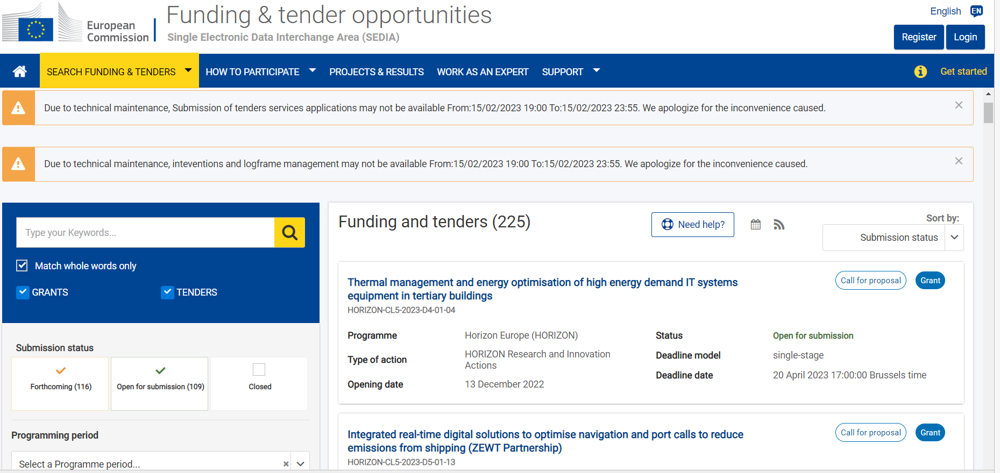 European
Commission
Funding & tender opportunities
Single Electronic Data Interchange Area (SEDIA)
English EN
Register Login
SEARCH FUNDING & TENDERS HOW TO PARTICIPATE PROJECTS & RESULTS WORK AS AN EXPERT SUPPORT Get started
Due to technical maintenance, Submission of tenders services applications may not be available From:15/02/2023 19:00 To:15/02/2023 23:55. We apologize for the inconvenience caused.
Due to technical maintenance, inteventions and logframe management may not be available From:15/02/2023 19:00 To:15/02/2023 23:55. We apologize for the inconvenience caused.
Type your Keywords...
Match whole words only
GRANTS TENDERS
Submission status
Forthcoming (116) Open for submission (109) Closed
Programming period
Select a Programme period...
Funding and tenders (225)
Need help?
Sort by:
Submission status
Thermal management and energy optimisation of high energy demand IT systems
equipment in tertiary buildings
HORIZON-CL5-2023-D4-01-04
Call for proposal Grant
Programme Horizon Europe (HORIZON)
Type of action HORIZON Research and Innovation
Actions
Opening date 13 December 2022
Status Open for submission
Deadline model single-stage
Deadline date 20 April 2023 17:00:00 Brussels time
Integrated real-time digital solutions to optimise navigation and port calls to reduce
emissions from shipping (ZEWT Partnership)
HORIZON-CL5-2023-D5-01-13
Call for proposal Grant